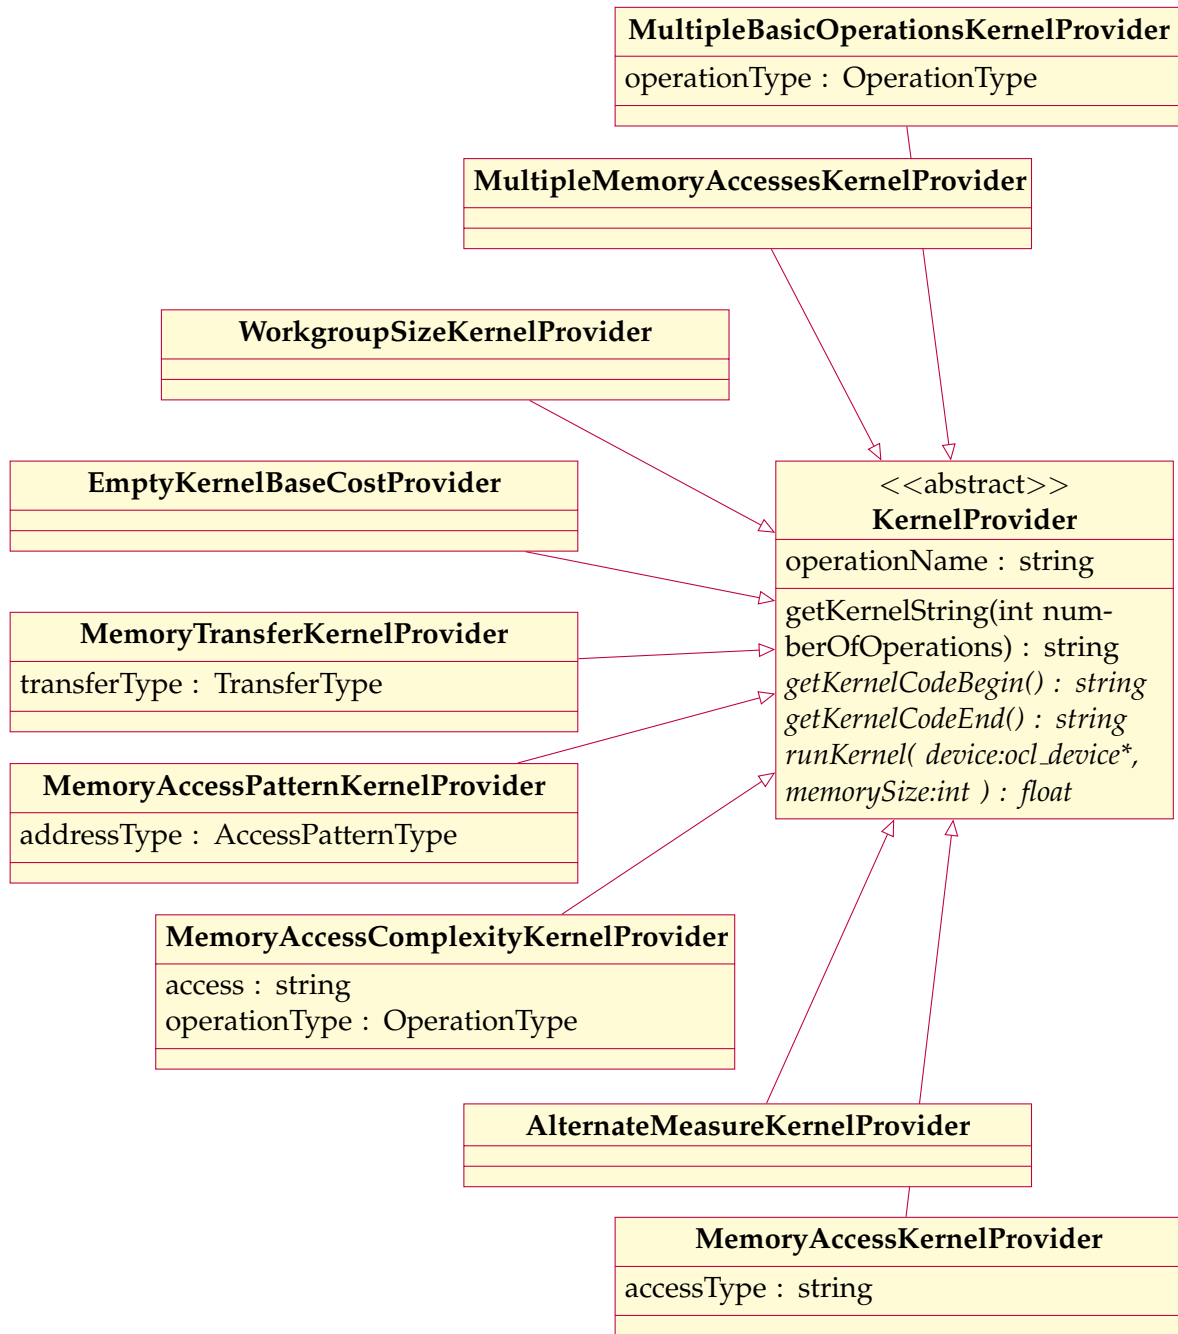 MultipleBasicOperationsKernelProvider
operationType : OperationType
MultipleMemoryAccessesKernelProvider
WorkgroupSizeKernelProvider
EmptyKernelBaseCostProvider
<<abstract>>
KernelProvider
operationName : string
getKernelString(int num-
berOfOperations) : string
getKernelCodeBegin() : string
getKernelCodeEnd() : string
runKernel( device:ocl_device*,
memorySize:int ) : float
MemoryTransferKernelProvider
transferType : TransferType
MemoryAccessPatternKernelProvider
addressType : AccessPatternType
MemoryAccessComplexityKernelProvider
access : string
operationType : OperationType
AlternateMeasureKernelProvider
MemoryAccessKernelProvider
accessType : string